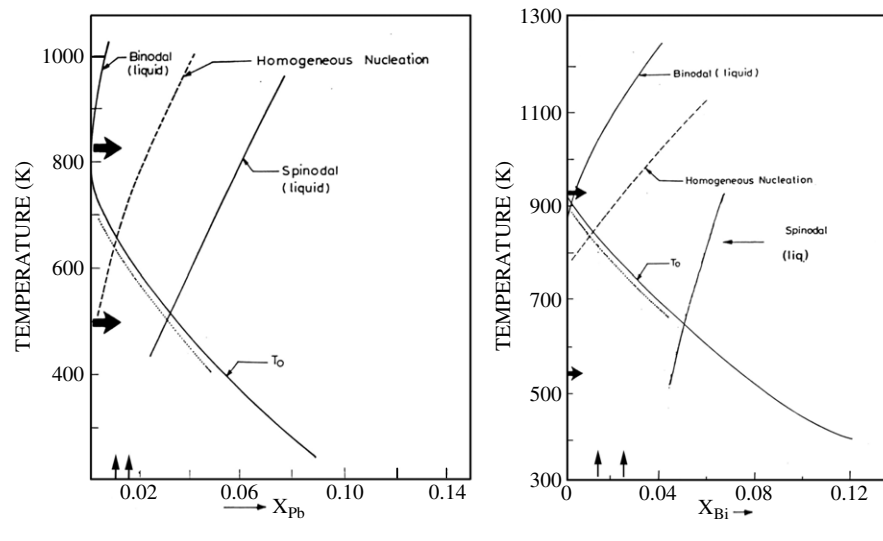 1000
800
600
400
TEMPERATURE (K)
Binodal
(liquid)
Homogeneous Nucleation
Spinodal
(liquid)
To
0.02
0.06
0.10
0.14
XPb
1300
1100
900
700
500
300
TEMPERATURE (K)
Binodal (liquid)
Homogeneous Nucleation
Spinodal
(liq)
To
0
0.04
0.08
0.12
XBi